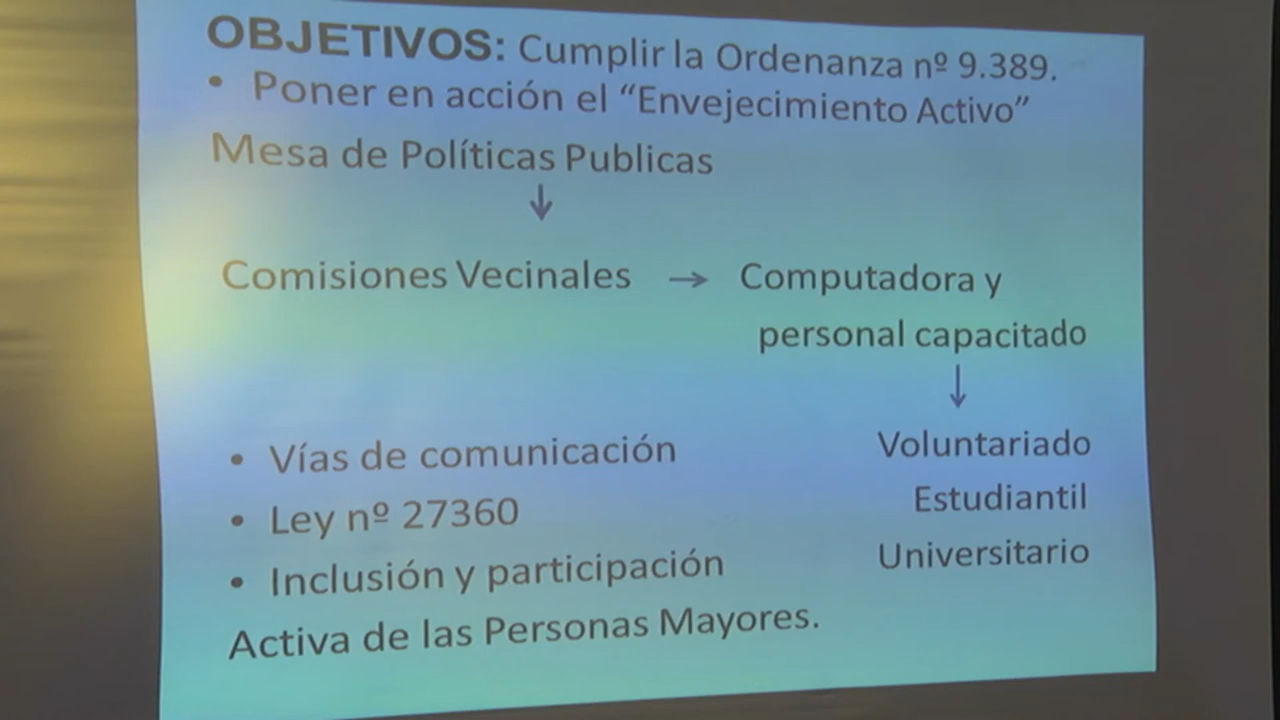 OBJETIVOS: Cumplir la Ordenanza nº 9.389.
• Poner en acción el “Envejecimiento Activo”
Mesa de Políticas Publicas
↓
Comisiones Vecinales → Computadora y
personal capacitado
↓
• Vías de comunicación
• Ley nº 27360
• Inclusión y participación
Activa de las Personas Mayores.
Voluntariado
Estudiantil
Universitario